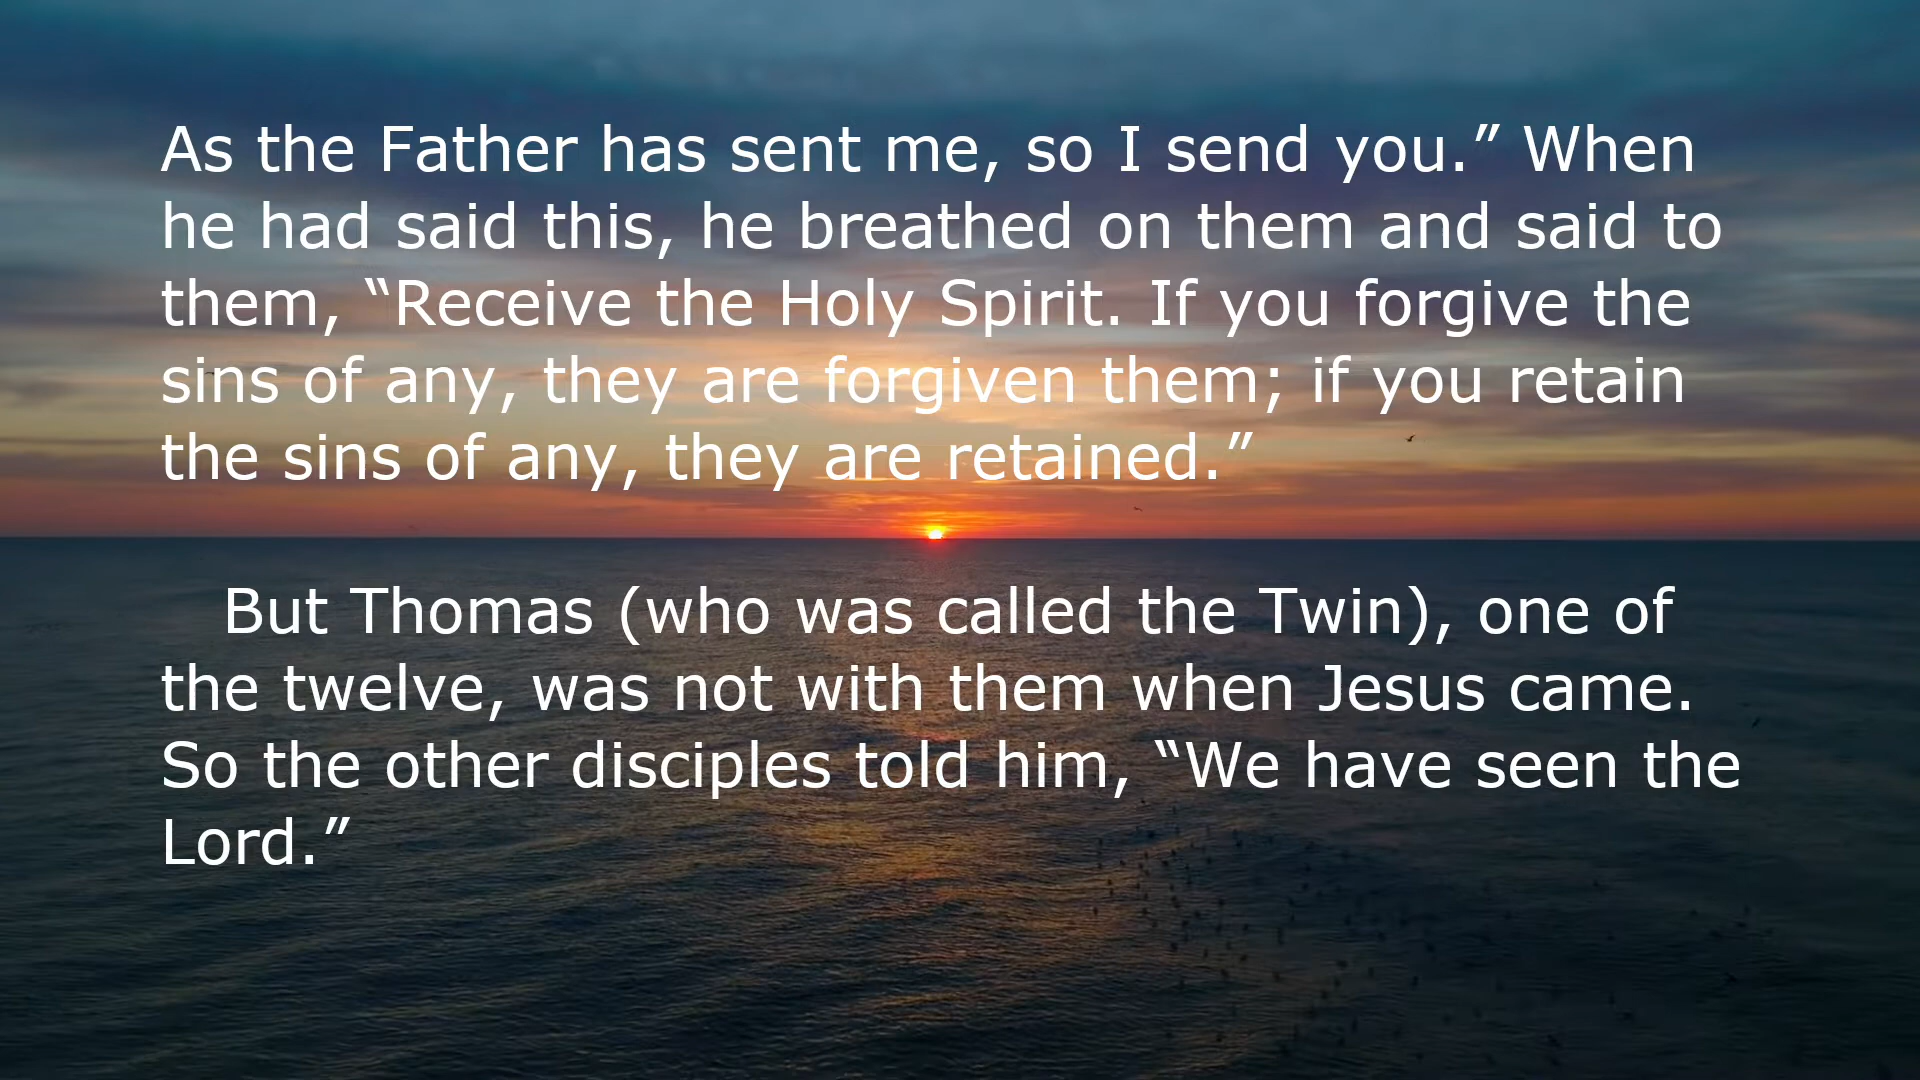 As the Father has sent me, so I send you.” When
he had said this, he breathed on them and said to
them, “Receive the Holy Spirit. If you forgive the
sins of any, they are forgiven them; if you retain
the sins of any, they are retained.”
But Thomas (who was called the Twin), one of
the twelve, was not with them when Jesus came.
So the other disciples told him, “We have seen the
Lord.”